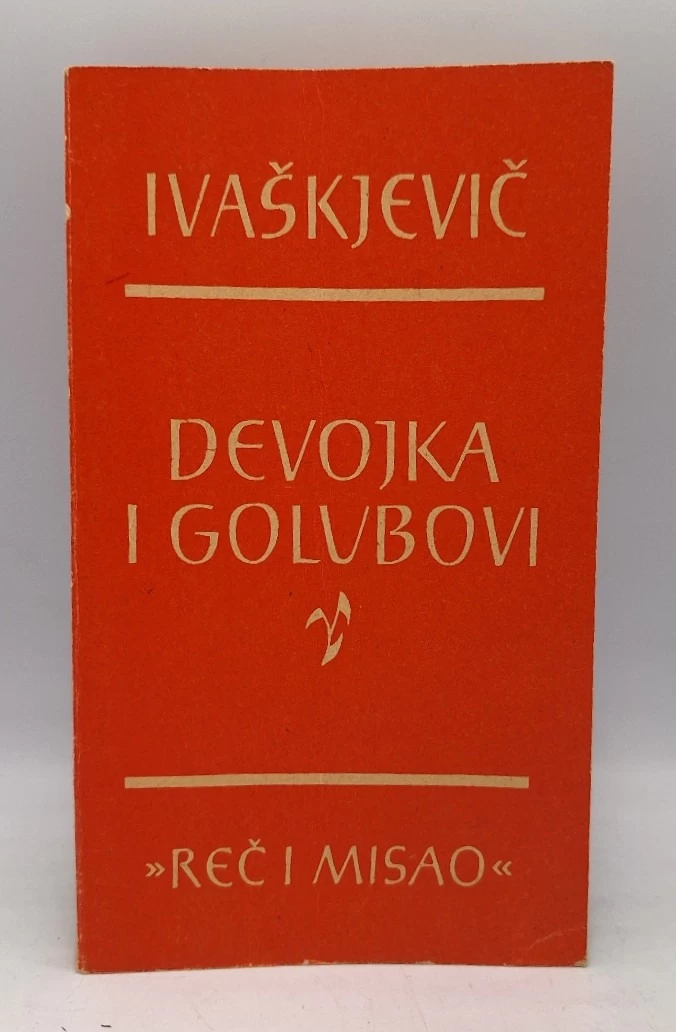 IVAŠKJEVIČ
DEVOJKA
I GOLUBOVI
»REČ I MISAO«